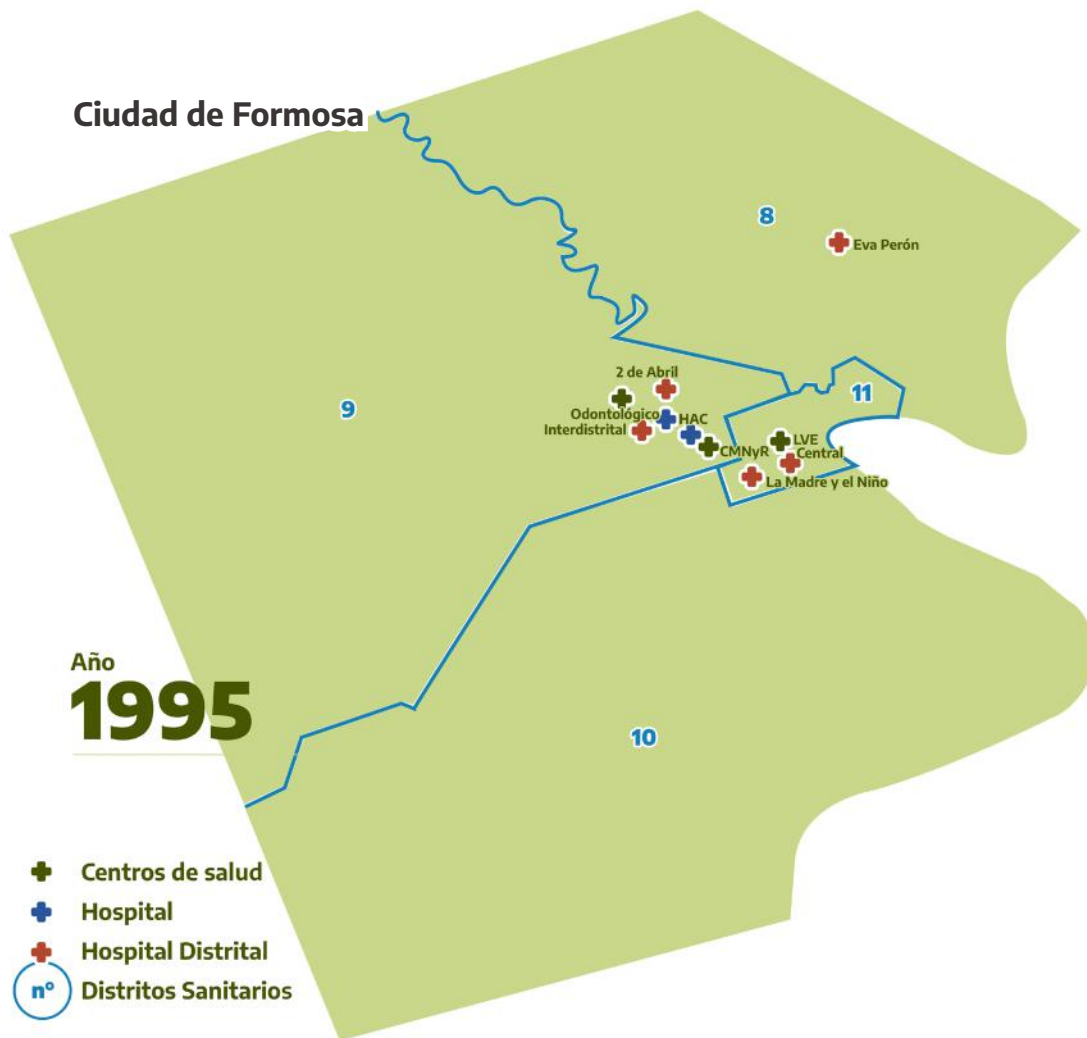 Ciudad de Formosa
8
Eva Perón
2 de Abril
9
11
Odontológico
HAC
Interdistrital
LVE
CMNyR
Central
La Madre y el Niño
Año
1995
10
Centros de salud
Hospital
Hospital Distrital
n° Distritos Sanitarios